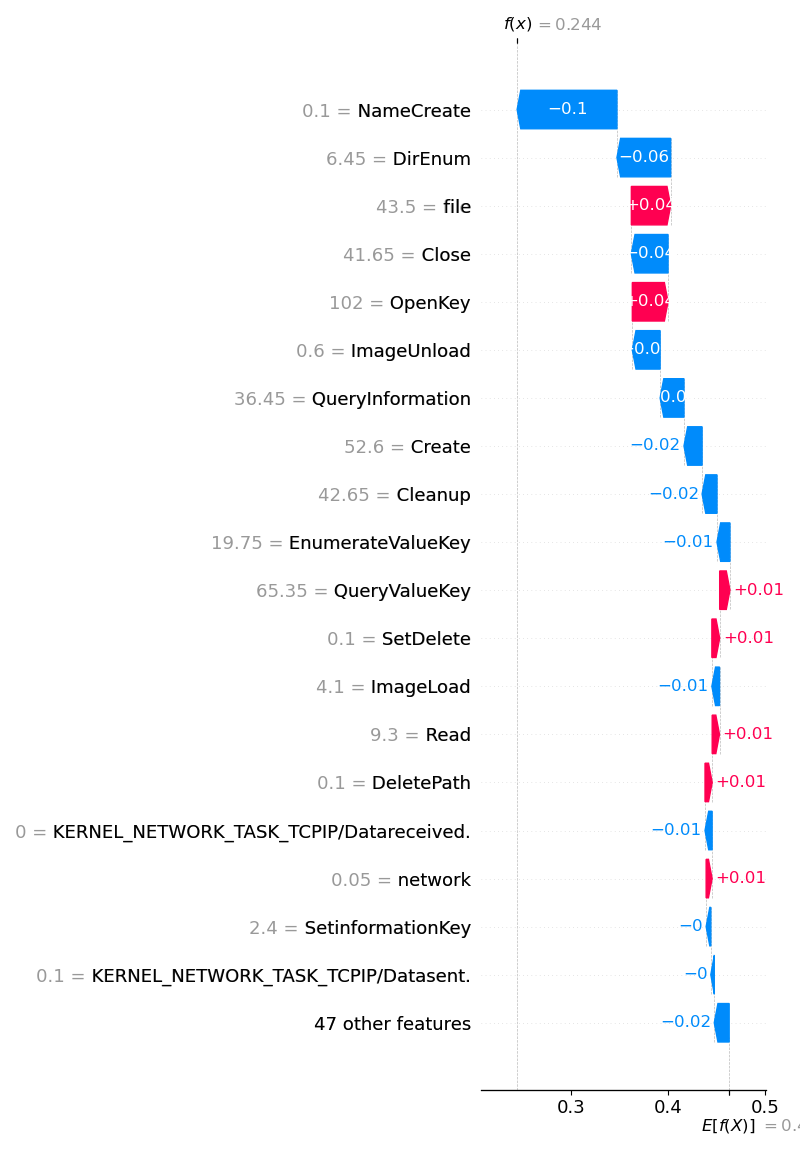 f(x) = 0.244
0.1 = NameCreate −0.1
6.45 = DirEnum −0.06
43.5 = file +0.04
41.65 = Close −0.04
102 = OpenKey +0.04
0.6 = ImageUnload
36.45 = QueryInformation
52.6 = Create −0.02
42.65 = Cleanup −0.02
19.75 = EnumerateValueKey −0.01
65.35 = QueryValueKey +0.01
0.1 = SetDelete +0.01
4.1 = ImageLoad −0.01
9.3 = Read +0.01
0.1 = DeletePath +0.01
0 = KERNEL_NETWORK_TASK_TCPIP/Datareceived. −0.01
0.05 = network +0.01
2.4 = SetinformationKey −0
0.1 = KERNEL_NETWORK_TASK_TCPIP/Datasent. −0
47 other features −0.02
0.3 0.4 0.5
E[f(X)] = 0.4